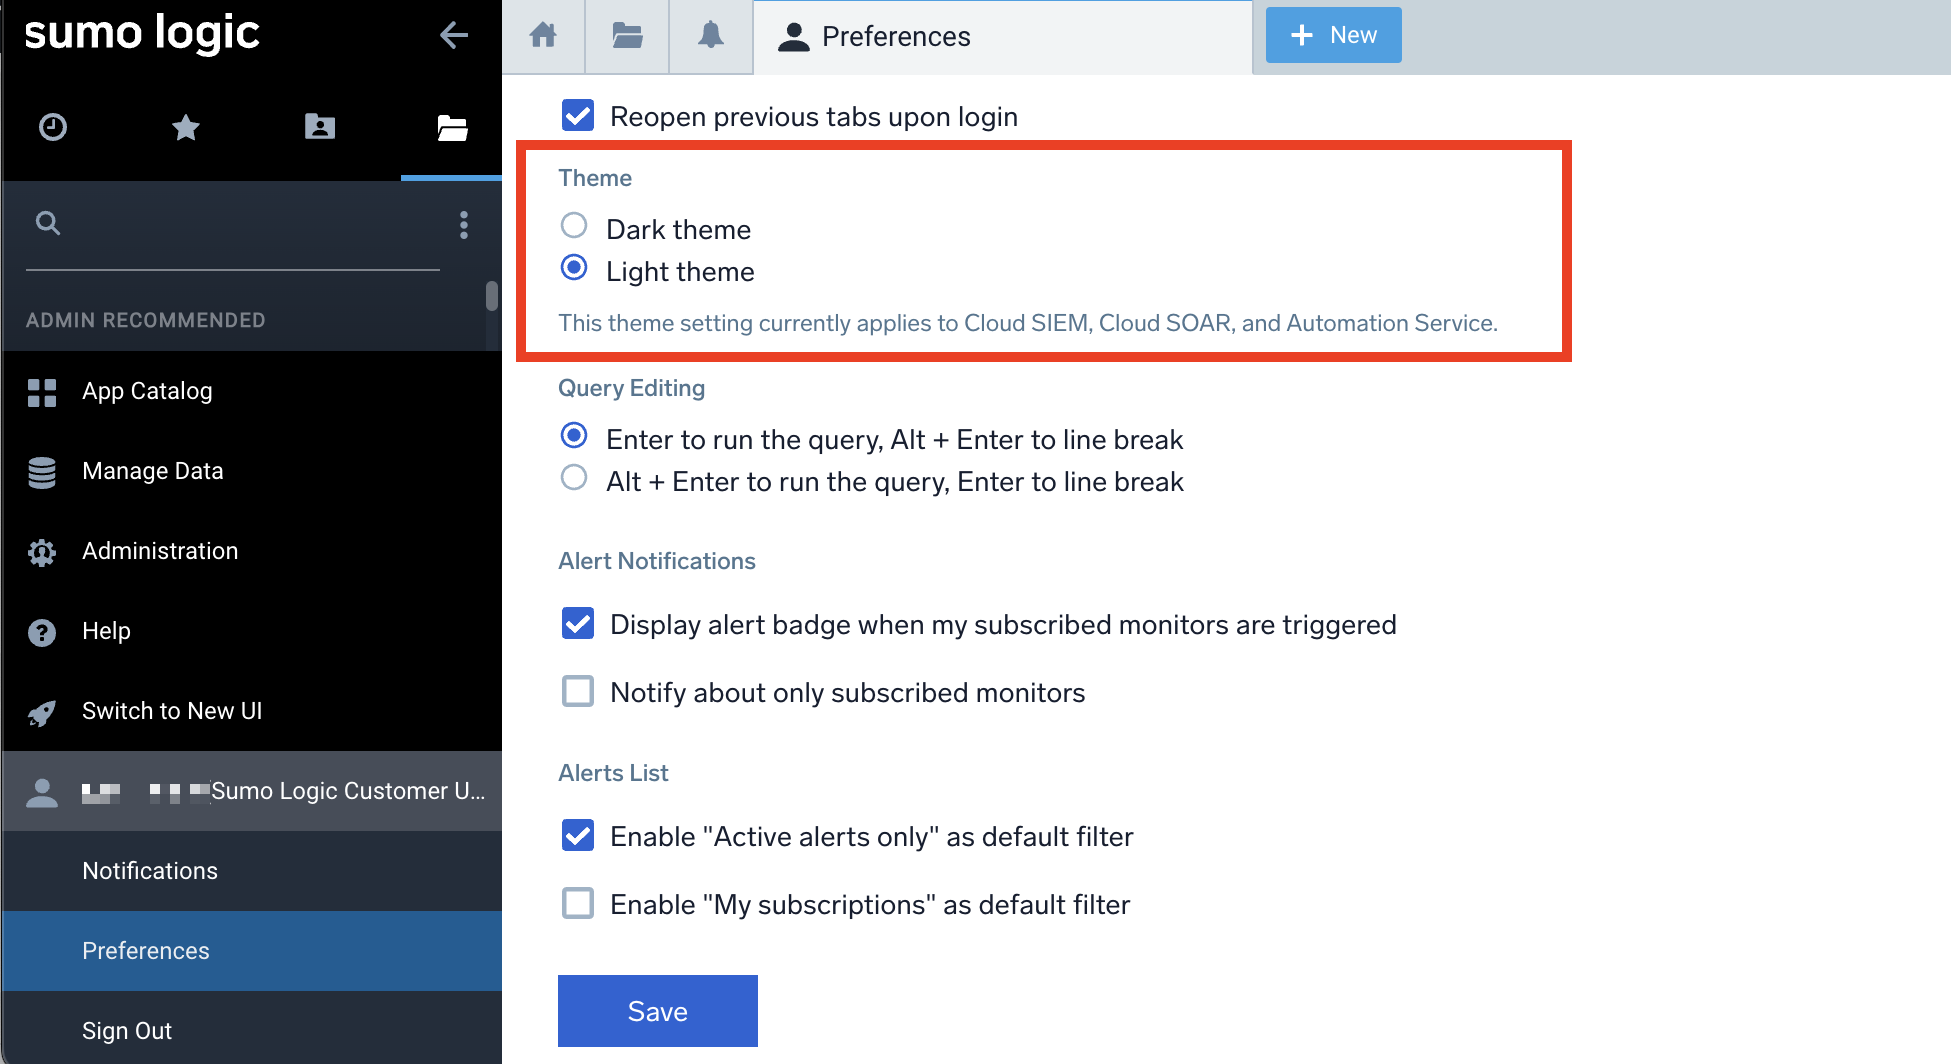 sumo logic
ADMIN RECOMMENDED
App Catalog
Manage Data
Administration
Help
Switch to New UI
Sumo Logic Customer U...
Notifications
Preferences
Sign Out
Preferences
+ New
Reopen previous tabs upon login
Theme
Dark theme
Light theme
This theme setting currently applies to Cloud SIEM, Cloud SOAR, and Automation Service.
Query Editing
Enter to run the query, Alt + Enter to line break
Alt + Enter to run the query, Enter to line break
Alert Notifications
Display alert badge when my subscribed monitors are triggered
Notify about only subscribed monitors
Alerts List
Enable "Active alerts only" as default filter
Enable "My subscriptions" as default filter
Save